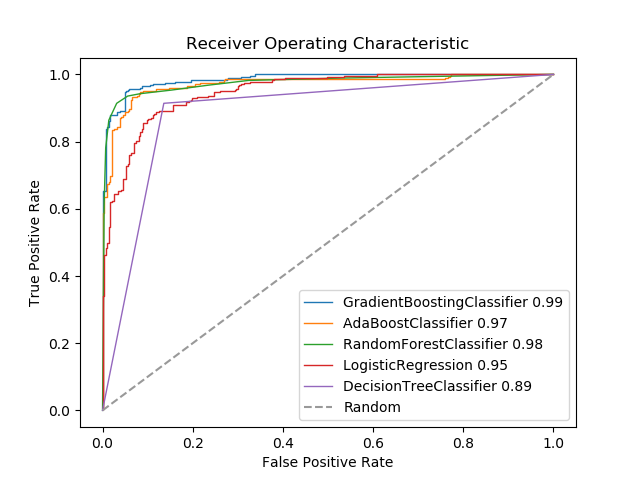 Receiver Operating Characteristic
True Positive Rate
1.0
0.8
0.6
0.4
0.2
0.0
GradientBoostingClassifier 0.99
AdaBoostClassifier 0.97
RandomForestClassifier 0.98
LogisticRegression 0.95
DecisionTreeClassifier 0.89
Random
0.0 0.2 0.4 0.6 0.8 1.0
False Positive Rate